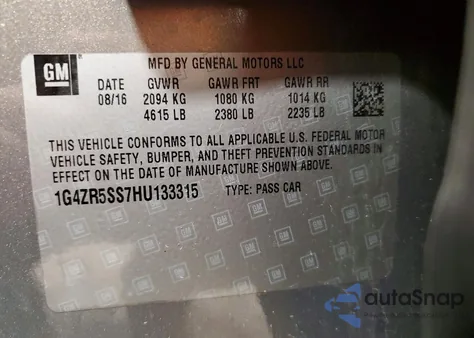 GM
MFD BY GENERAL MOTORS LLC
DATE GVWR GAWR FRT GAWR RR
08/16 2094 KG 1080 KG 1014 KG
4615 LB 2380 LB 2235 LB
THIS VEHICLE CONFORMS TO ALL APPLICABLE U.S. FEDERAL MOTOR
VEHICLE SAFETY, BUMPER, AND THEFT PREVENTION STANDARDS IN
EFFECT ON THE DATE OF MANUFACTURE SHOWN ABOVE.
1G4ZR5SS7HU133315 TYPE: PASS CAR
autaSnap